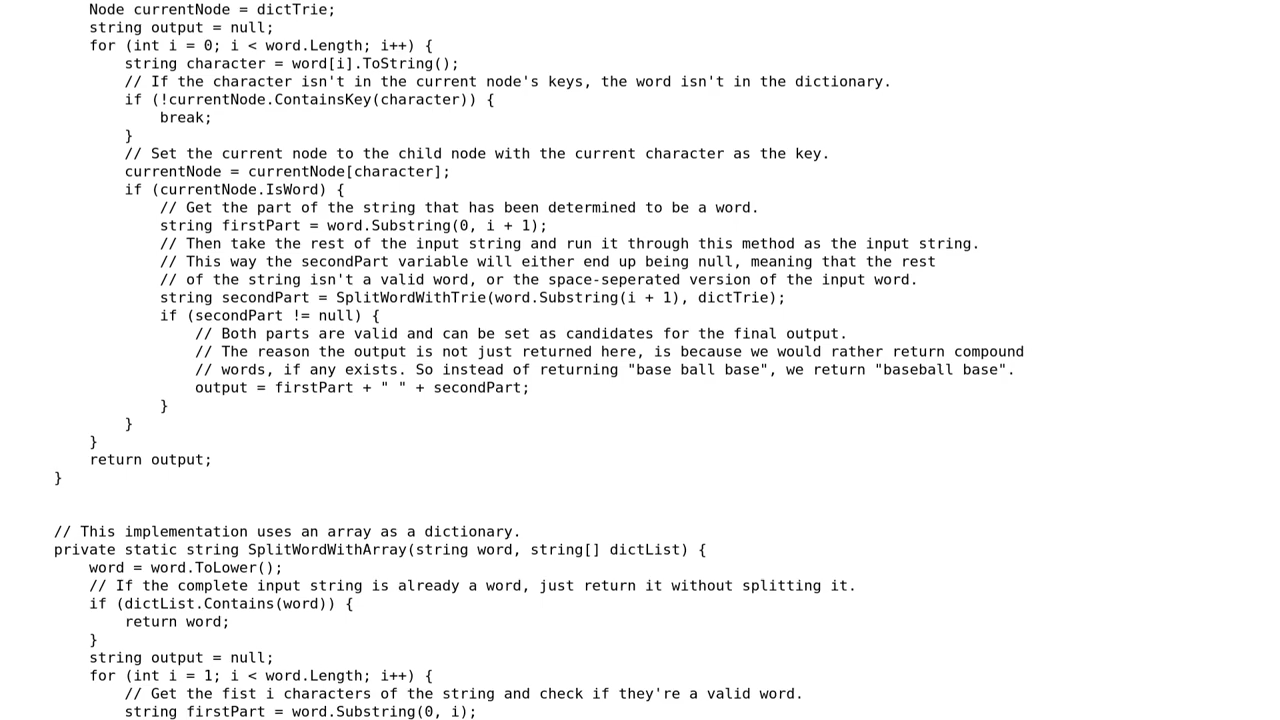 Node currentNode = dictTrie;
string output = null;
for (int i = 0; i < word.Length; i++) {
string character = word[i].ToString();
// If the character isn't in the current node's keys, the word isn't in the dictionary.
if (!currentNode.ContainsKey(character)) {
break;
}
// Set the current node to the child node with the current character as the key.
currentNode = currentNode[character];
if (currentNode.IsWord) {
// Get the part of the string that has been determined to be a word.
string firstPart = word.Substring(0, i + 1);
// Then take the rest of the input string and run it through this method as the input string.
// This way the secondPart variable will either end up being null, meaning that the rest
// of the string isn't a valid word, or the space-seperated version of the input word.
string secondPart = SplitWordWithTrie(word.Substring(i + 1), dictTrie);
if (secondPart != null) {
// Both parts are valid and can be set as candidates for the final output.
// The reason the output is not just returned here, is because we would rather return compound
// words, if any exists. So instead of returning "base ball base", we return "baseball base".
output = firstPart + " " + secondPart;
}
}
}
return output;
}
// This implementation uses an array as a dictionary.
private static string SplitWordWithArray(string word, string[] dictList) {
word = word.ToLower();
// If the complete input string is already a word, just return it without splitting it.
if (dictList.Contains(word)) {
return word;
}
string output = null;
for (int i = 1; i < word.Length; i++) {
// Get the fist i characters of the string and check if they're a valid word.
string firstPart = word.Substring(0, i);